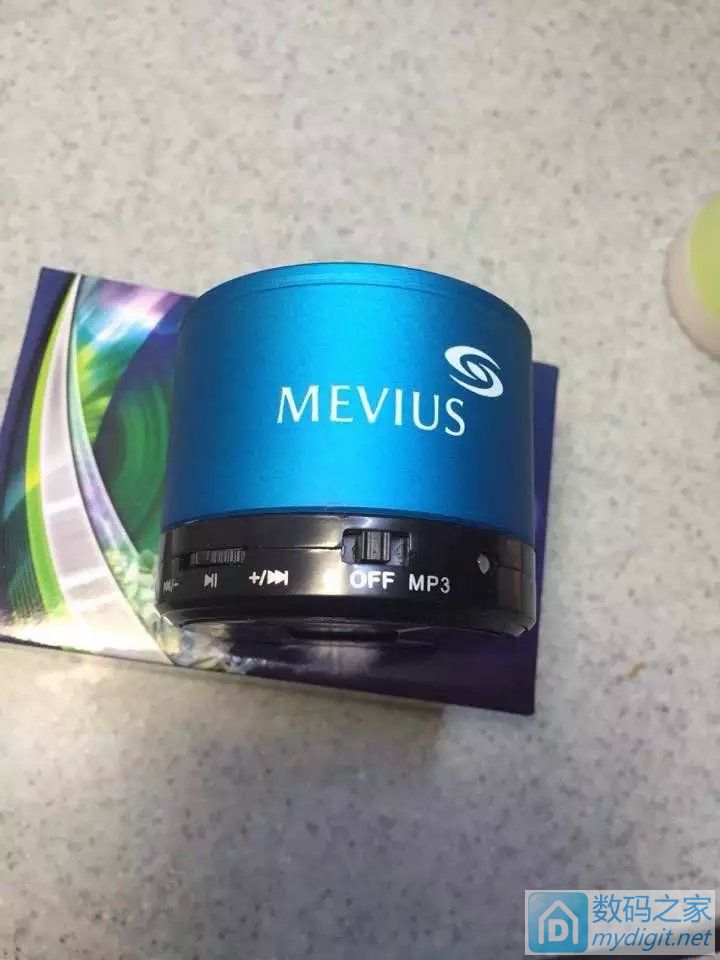 MEVIUS
⏮/- ⏯ +/⏭ OFF MP3
数码之家
mydigit.net